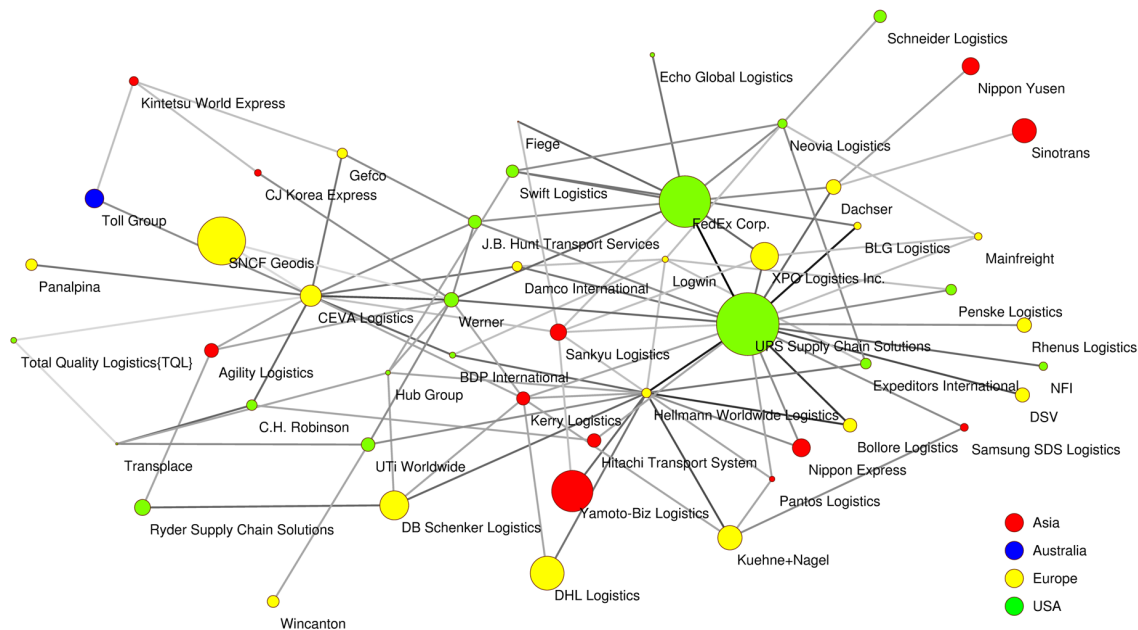 Schneider Logistics
Echo Global Logistics
Nippon Yusen
Kintetsu World Express
Fiege
Neovia Logistics
Sinotrans
Gefco
CJ Korea Express
Swift Logistics
Toll Group
Dachser
FedEx Corp.
J.B. Hunt Transport Services
BLG Logistics
Mainfreight
SNCF Geodis
Logwin
XPO Logistics Inc.
Panalpina
Damco International
Penske Logistics
CEVA Logistics
Werner
UPS Supply Chain Solutions
Rhenus Logistics
Total Quality Logistics{TQL}
Sankyu Logistics
Agility Logistics
BDP International
Expeditors International
NFI
Hub Group
Hellmann Worldwide Logistics
DSV
C.H. Robinson
Kerry Logistics
Bollore Logistics
Samsung SDS Logistics
Transplace
UTi Worldwide
Hitachi Transport System
Nippon Express
Pantos Logistics
Ryder Supply Chain Solutions
DB Schenker Logistics
Yamoto-Biz Logistics
Kuehne+Nagel
DHL Logistics
Wincanton
Asia
Australia
Europe
USA